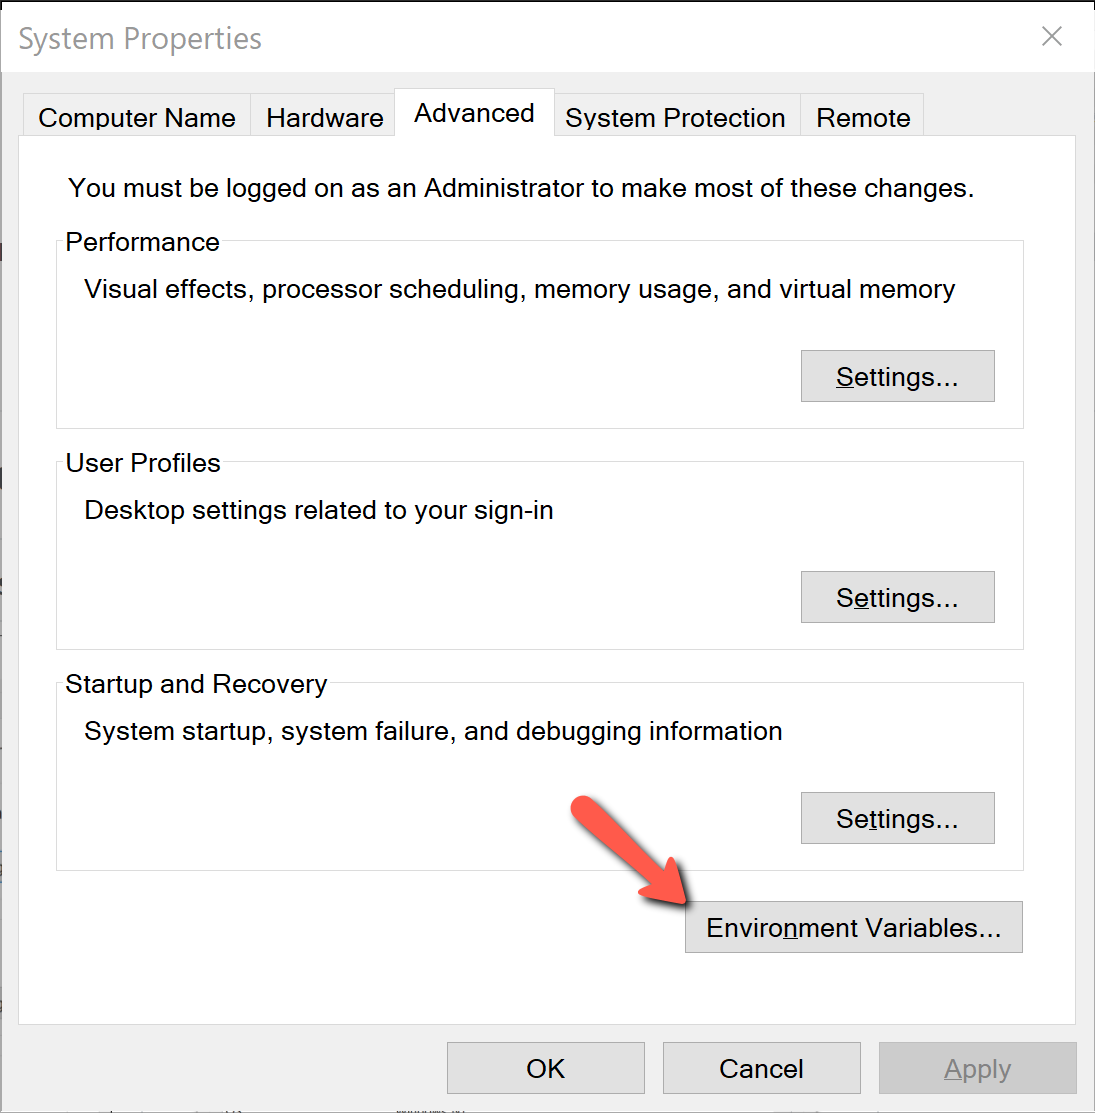 System Properties
Computer Name Hardware Advanced System Protection Remote
You must be logged on as an Administrator to make most of these changes.
Performance
Visual effects, processor scheduling, memory usage, and virtual memory
Settings...
User Profiles
Desktop settings related to your sign-in
Settings...
Startup and Recovery
System startup, system failure, and debugging information
Settings...
Environment Variables...
OK Cancel Apply